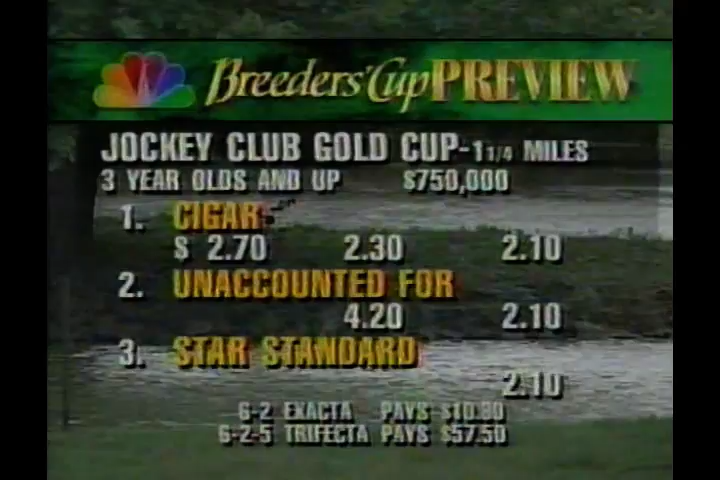 Breeders' Cup PREVIEW
JOCKEY CLUB GOLD CUP-1 1/4 MILES
3 YEAR OLDS AND UP $750,000
1. CIGAR
$ 2.70 2.30 2.10
2. UNACCOUNTED FOR
4.20 2.10
3. STAR STANDARD
2.10
6-2 EXACTA PAYS
6-2-5 TRIFECTA PAYS $57.50